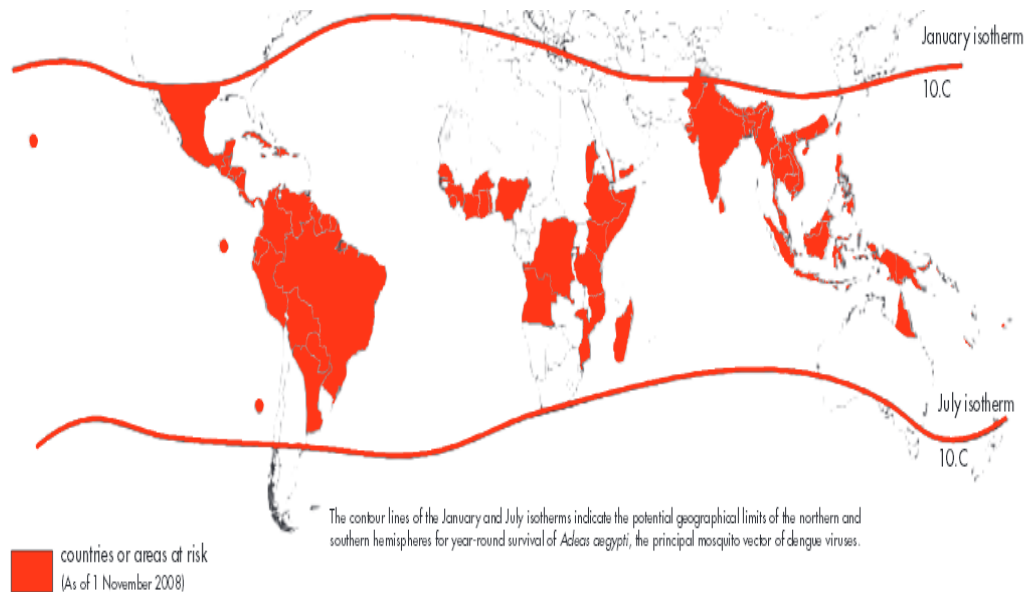 January isotherm
10.C
July isotherm
10.C
The contour lines of the January and July isotherms indicate the potential geographical limits of the northern and
southern hemispheres for year-round survival of Adeas aegypti, the principal mosquito vector of dengue viruses.
countries or areas at risk
(As of 1 November 2008)